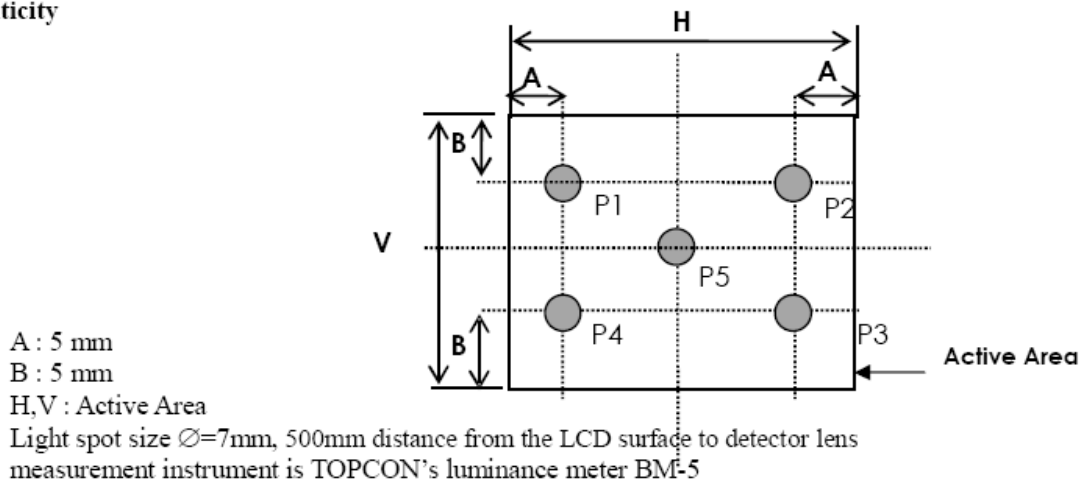 ticity
H
A
A
B
P1
P2
V
P5
B
P4
P3
Active Area
A : 5 mm
B : 5 mm
H,V : Active Area
Light spot size ∅=7mm, 500mm distance from the LCD surface to detector lens
measurement instrument is TOPCON’s luminance meter BM-5